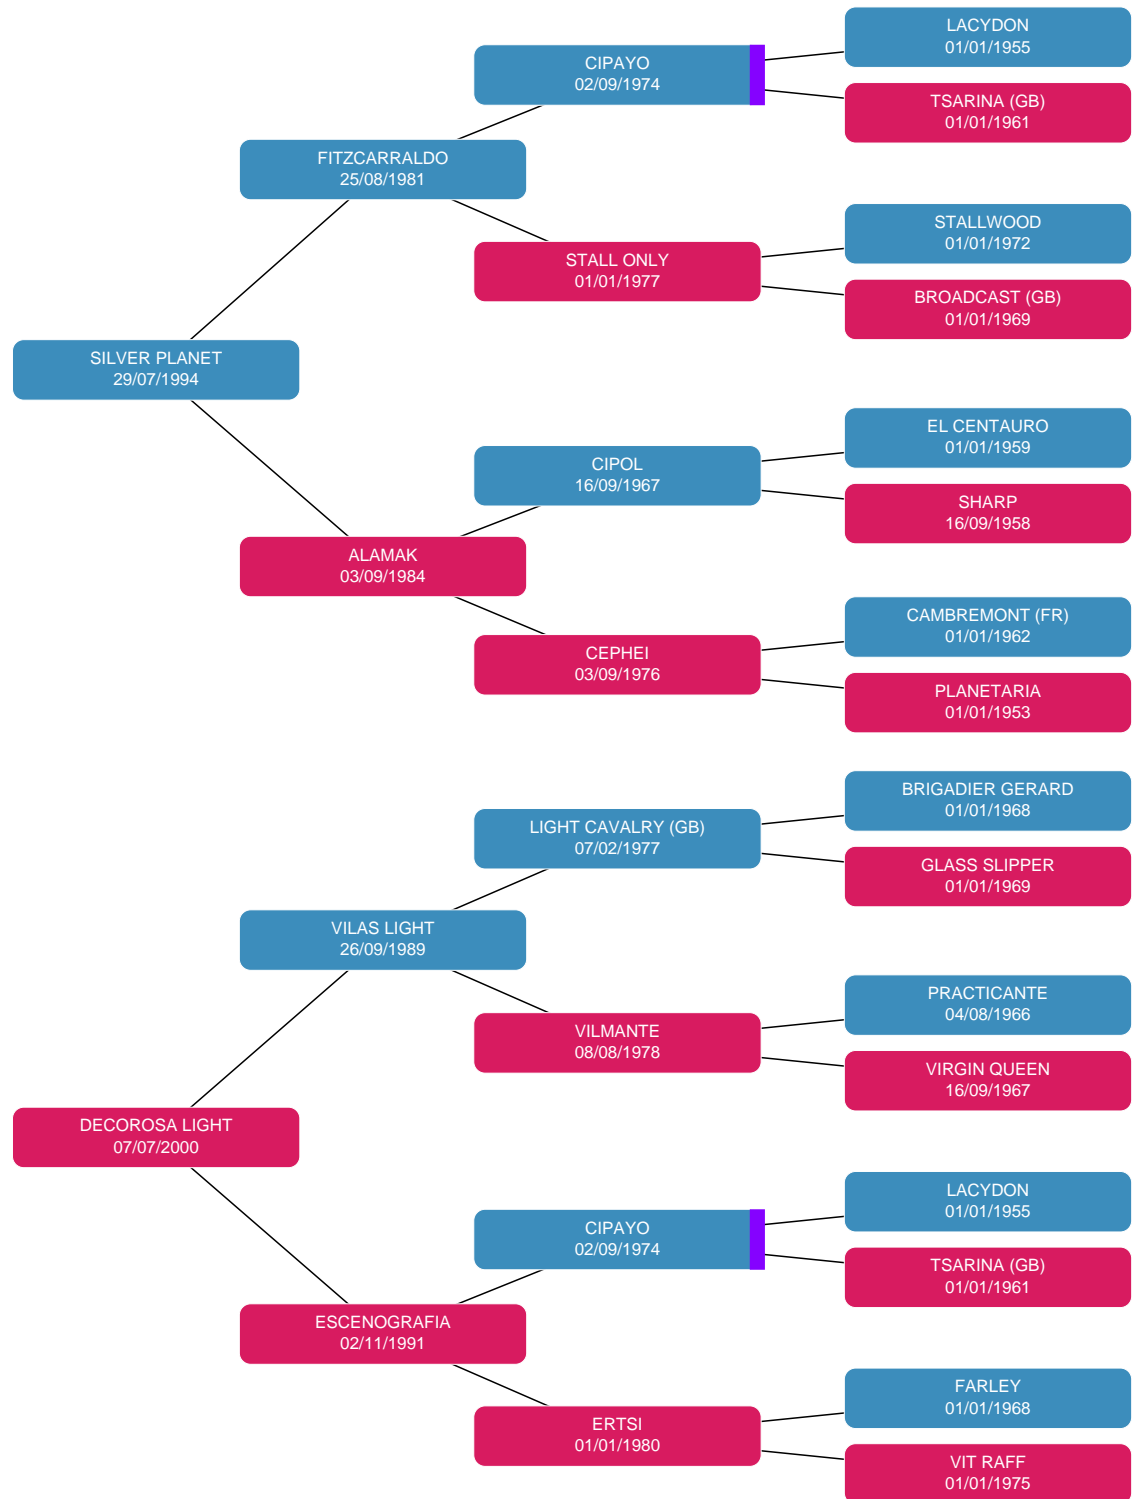 LACYDON
01/01/1955
CIPAYO
02/09/1974
TSARINA (GB)
01/01/1961
FITZCARRALDO
25/08/1981
STALLWOOD
01/01/1972
STALL ONLY
01/01/1977
BROADCAST (GB)
01/01/1969
SILVER PLANET
29/07/1994
EL CENTAURO
01/01/1959
CIPOL
16/09/1967
SHARP
16/09/1958
ALAMAK
03/09/1984
CAMBREMONT (FR)
01/01/1962
CEPHEI
03/09/1976
PLANETARIA
01/01/1953
BRIGADIER GERARD
01/01/1968
LIGHT CAVALRY (GB)
07/02/1977
GLASS SLIPPER
01/01/1969
VILAS LIGHT
26/09/1989
PRACTICANTE
04/08/1966
VILMANTE
08/08/1978
VIRGIN QUEEN
16/09/1967
DECOROSA LIGHT
07/07/2000
LACYDON
01/01/1955
CIPAYO
02/09/1974
TSARINA (GB)
01/01/1961
ESCENOGRAFIA
02/11/1991
FARLEY
01/01/1968
ERTSI
01/01/1980
VIT RAFF
01/01/1975